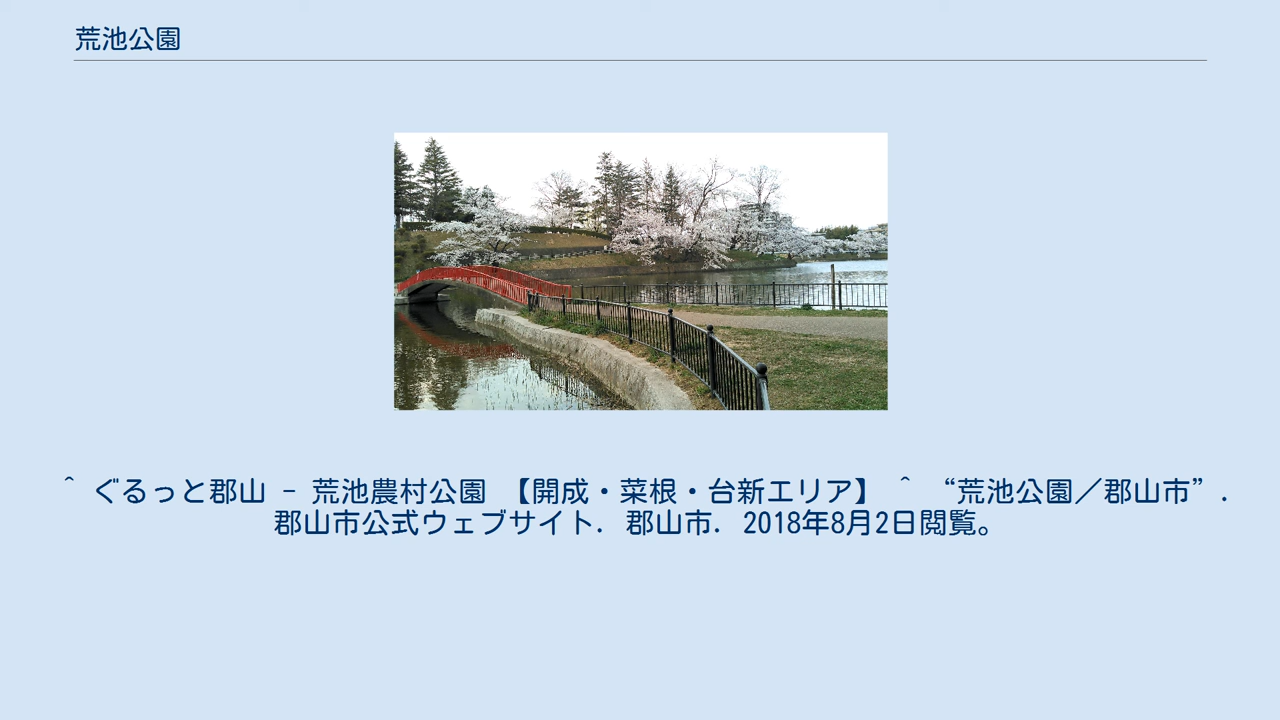 荒池公園
^ ぐるっと郡山 - 荒池農村公園 【開成・菜根・台新エリア】 ^ “荒池公園／郡山市”.
郡山市公式ウェブサイト. 郡山市. 2018年8月2日閲覧。